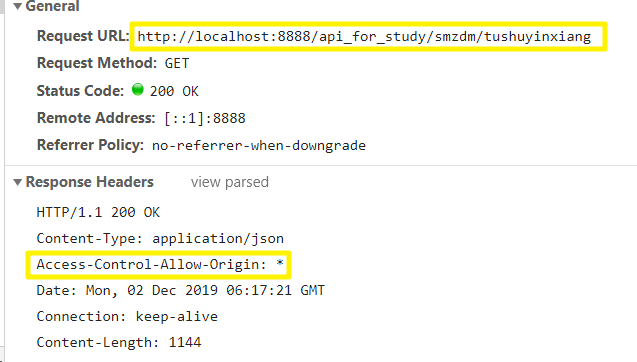 General
Request URL: http://localhost:8888/api_for_study/smzdm/tushuyinxiang
Request Method: GET
Status Code: 200 OK
Remote Address: [::1]:8888
Referrer Policy: no-referrer-when-downgrade
Response Headers view parsed
HTTP/1.1 200 OK
Content-Type: application/json
Access-Control-Allow-Origin: *
Date: Mon, 02 Dec 2019 06:17:21 GMT
Connection: keep-alive
Content-Length: 1144